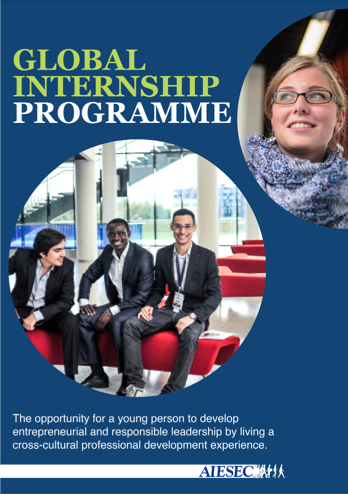 GLOBAL
INTERNSHIP
PROGRAMME
The opportunity for a young person to develop
entrepreneurial and responsible leadership by living a
cross-cultural professional development experience.
AIESEC